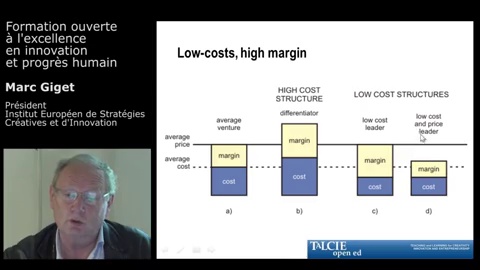 Formation ouverte
à l'excellence
en innovation
et progrès humain
Marc Giget
Président
Institut Européen de Stratégies
Créatives et d'Innovation
Low-costs, high margin
HIGH COST
STRUCTURE
LOW COST STRUCTURES
average
venture
differentiator
low cost
leader
low cost
and price
leader
average
price
average
cost
margin
cost
margin
cost
margin
cost
margin
cost
a)
b)
c)
d)
TALCIE
open ed